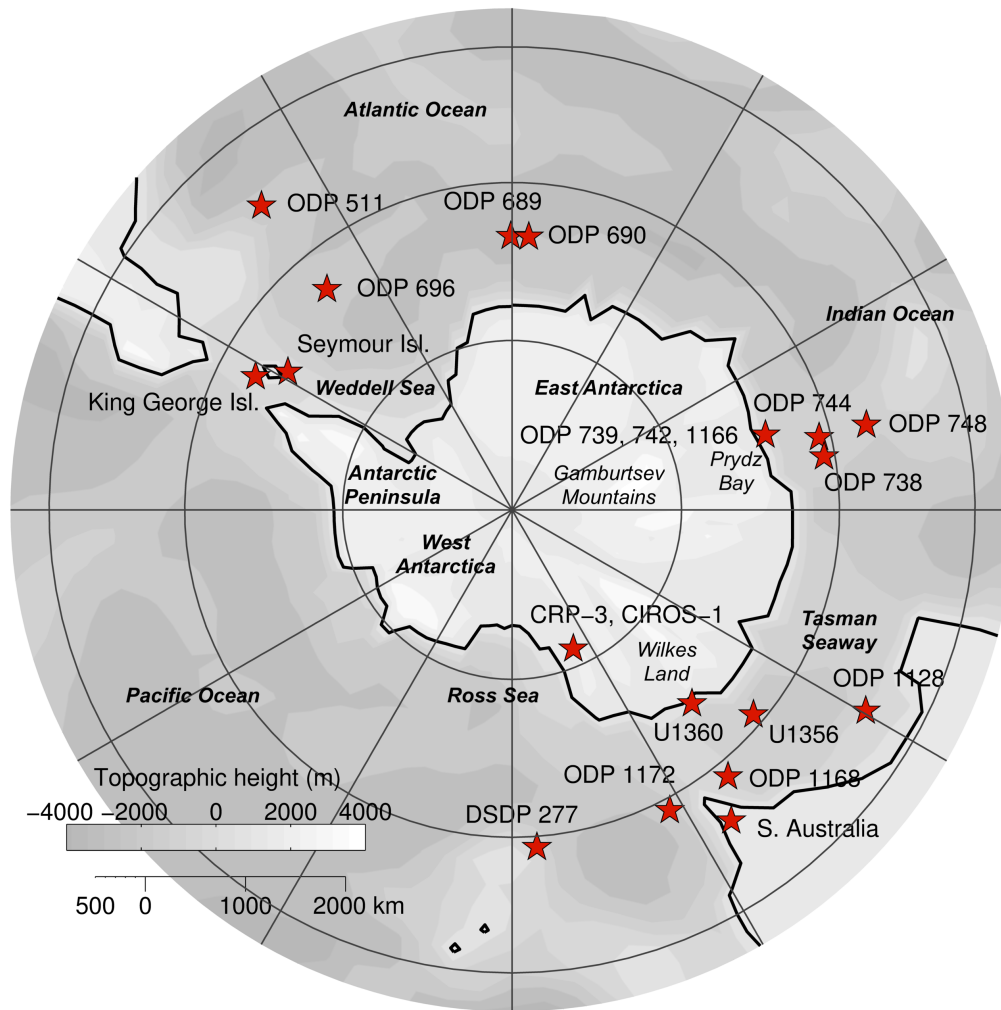 Atlantic Ocean
ODP 511
ODP 689
ODP 690
ODP 696
Indian Ocean
Seymour Isl.
King George Isl.
Weddell Sea
East Antarctica
ODP 744
ODP 748
ODP 739, 742, 1166
Prydz
Bay
ODP 738
Gamburtsev
Mountains
Antarctic
Peninsula
West
Antarctica
CRP−3, CIROS−1
Tasman
Seaway
Wilkes
Land
ODP 1128
Pacific Ocean
Ross Sea
U1360
U1356
ODP 1172
ODP 1168
Topographic height (m)
−4000 −2000 0 2000 4000
DSDP 277
S. Australia
500 0 1000 2000 km